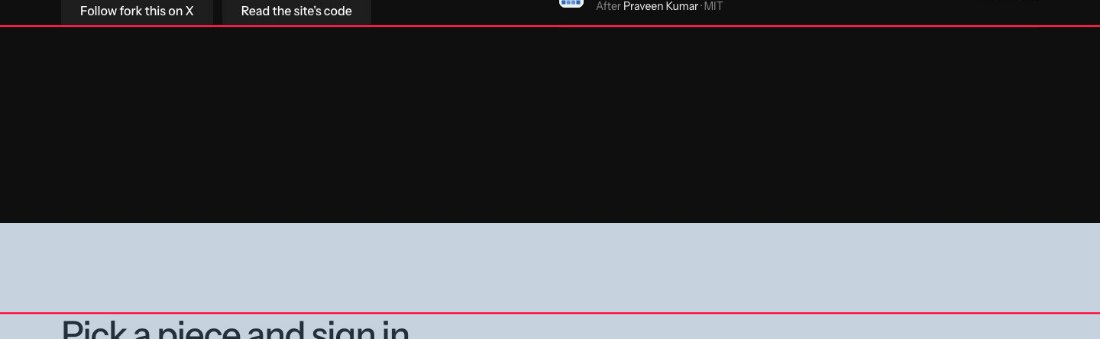 Follow fork this on X
Read the site's code
After Praveen Kumar · MIT
Pick a piece and sign in